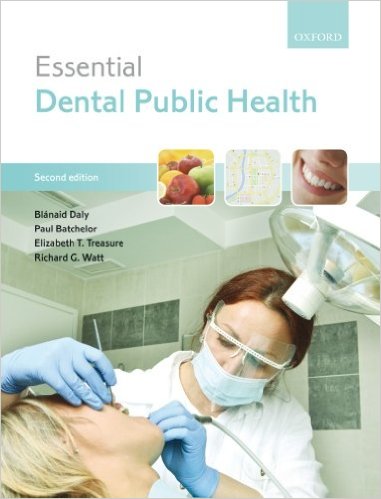 OXFORD
Essential
Dental Public Health
Second edition
Blánaid Daly
Paul Batchelor
Elizabeth T. Treasure
Richard G. Watt